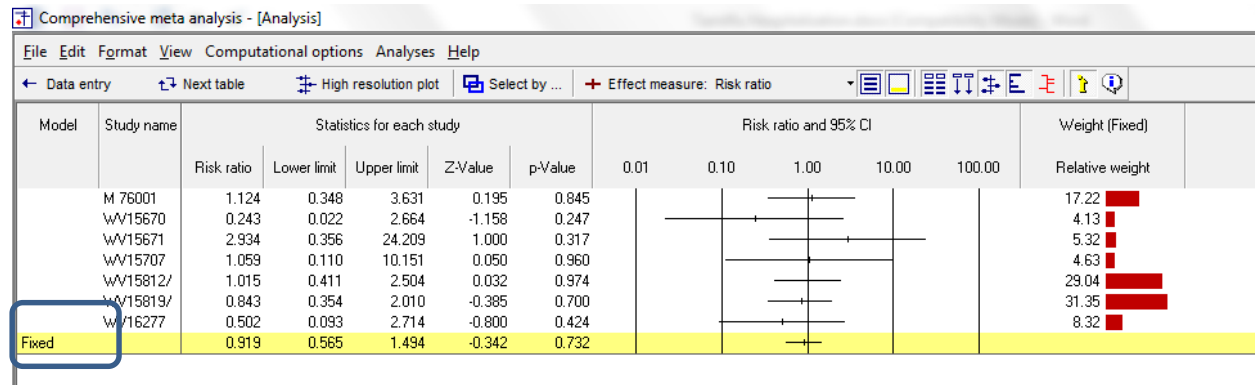 Comprehensive meta analysis - [Analysis]
File Edit Format View Computational options Analyses Help
← Data entry Next table High resolution plot Select by ... + Effect measure: Risk ratio
Model Study name Statistics for each study Risk ratio and 95% CI Weight (Fixed)
Risk ratio Lower limit Upper limit Z-Value p-Value 0.01 0.10 1.00 10.00 100.00 Relative weight
M 76001 1.124 0.348 3.631 0.195 0.845 17.22
WV15670 0.243 0.022 2.664 -1.158 0.247 4.13
WV15671 2.934 0.356 24.209 1.000 0.317 5.32
WV15707 1.059 0.110 10.151 0.050 0.960 4.63
WV15812/ 1.015 0.411 2.504 0.032 0.974 29.04
WV15819/ 0.843 0.354 2.010 -0.385 0.700 31.35
WV16277 0.502 0.093 2.714 -0.800 0.424 8.32
Fixed 0.919 0.565 1.494 -0.342 0.732